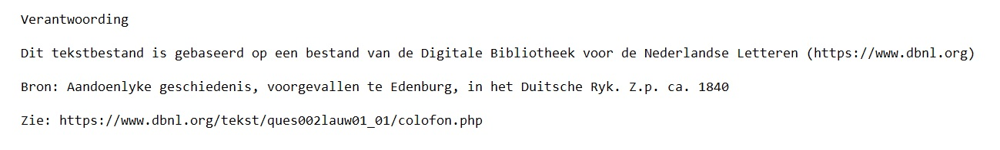 Verantwoording
Dit tekstbestand is gebaseerd op een bestand van de Digitale Bibliotheek voor de Nederlandse Letteren (https://www.dbnl.org)
Bron: Aandoenlyke geschiedenis, voorgevallen te Edenburg, in het Duitsche Ryk. Z.p. ca. 1840
Zie: https://www.dbnl.org/tekst/ques002lauw01_01/colofon.php